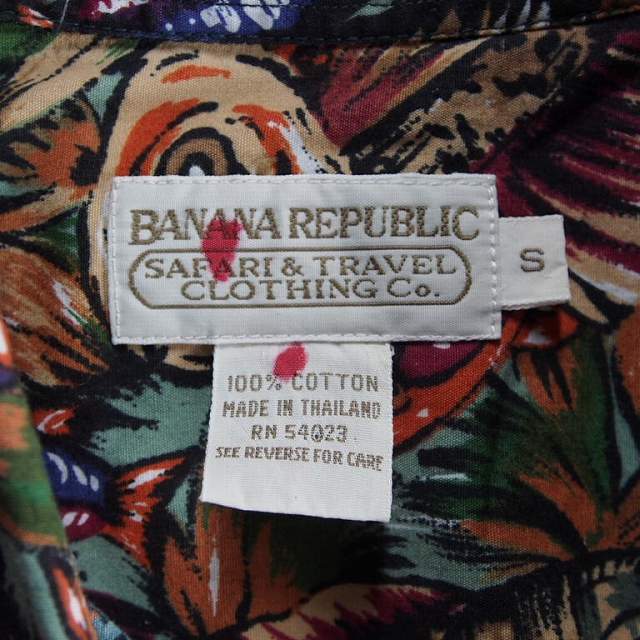 BANANA REPUBLIC
S
SAFARI & TRAVEL
CLOTHING Co.
100% COTTON
MADE IN THAILAND
RN 54023
SEE REVERSE FOR CARE